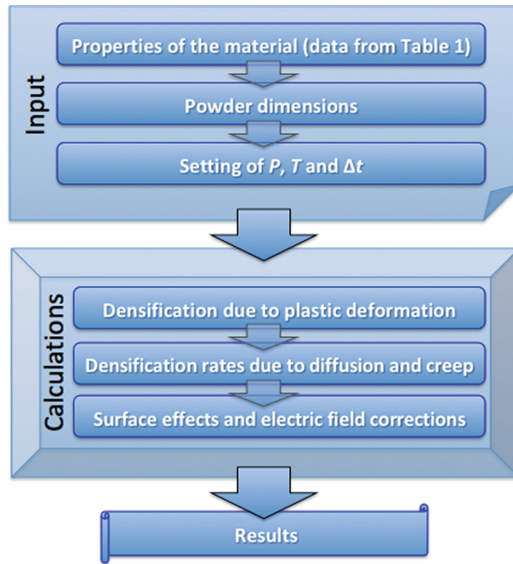 Input
Properties of the material (data from Table 1)
Powder dimensions
Setting of P, T and Δt
Calculations
Densification due to plastic deformation
Densification rates due to diffusion and creep
Surface effects and electric field corrections
Results